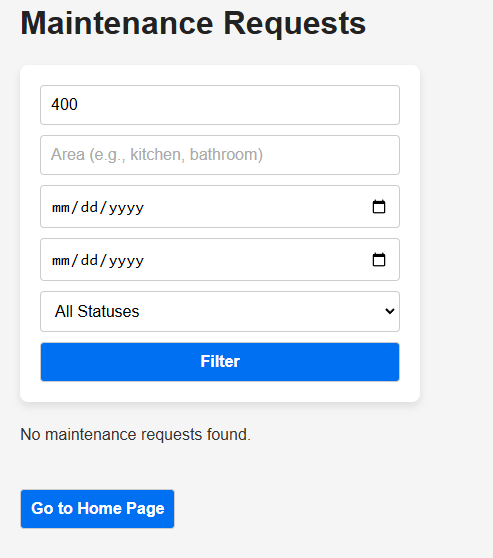 Maintenance Requests
400
Area (e.g., kitchen, bathroom)
mm/dd/yyyy
mm/dd/yyyy
All Statuses
Filter
No maintenance requests found.
Go to Home Page